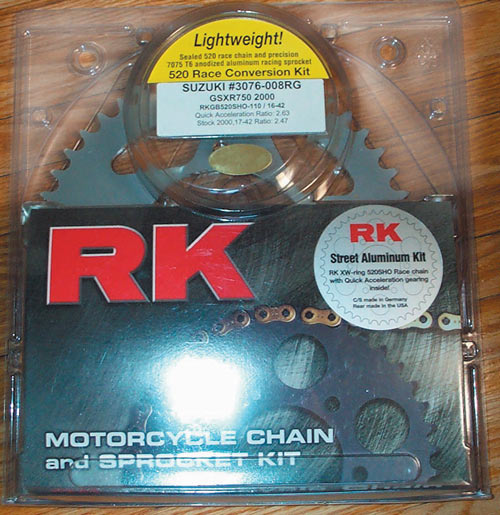 Lightweight!
Sealed 520 race chain and precision
7075 T6 anodized aluminum racing sprocket
520 Race Conversion Kit
SUZUKI #3076-008RG
GSXR750 2000
RKGB520SHO-110 / 16-42
Quick Acceleration Ratio: 2.63
Stock 2000,17-42 Ratio: 2.47
RK
RK
Street Aluminum Kit
RK XW-ring 520SHO Race chain
with Quick Acceleration gearing
inside!
C/S made in Germany
Rear made in the USA
MOTORCYCLE CHAIN
and SPROCKET KIT